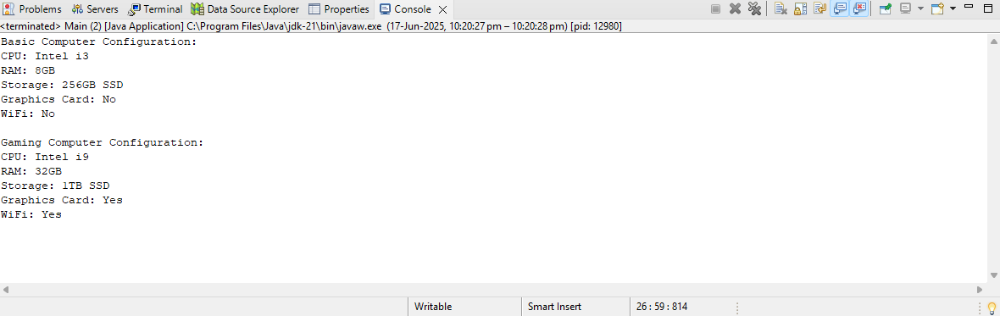 Problems Servers Terminal Data Source Explorer Properties Console
<terminated> Main (2) [Java Application] C:\Program Files\Java\jdk-21\bin\javaw.exe (17-Jun-2025, 10:20:27 pm – 10:20:28 pm) [pid: 12980]
Basic Computer Configuration:
CPU: Intel i3
RAM: 8GB
Storage: 256GB SSD
Graphics Card: No
WiFi: No
Gaming Computer Configuration:
CPU: Intel i9
RAM: 32GB
Storage: 1TB SSD
Graphics Card: Yes
WiFi: Yes
Writable Smart Insert 26 : 59 : 814